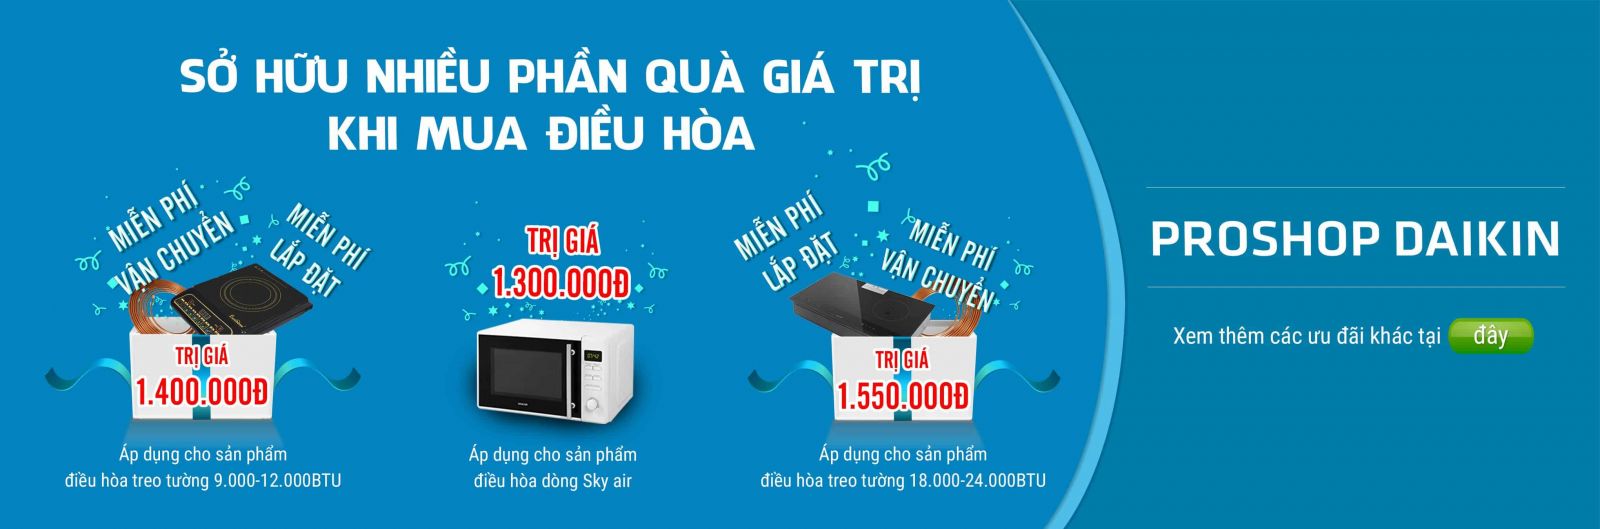 SỞ HỮU NHIỀU PHẦN QUÀ GIÁ TRỊ
KHI MUA ĐIỀU HÒA
MIỄN PHÍ
VẬN CHUYỂN
MIỄN PHÍ
LẮP ĐẶT
TRỊ GIÁ
1.400.000Đ
Áp dụng cho sản phẩm
điều hòa treo tường 9.000-12.000BTU
TRỊ GIÁ
1.300.000Đ
Áp dụng cho sản phẩm
điều hòa dòng Sky air
MIỄN PHÍ
LẮP ĐẶT
MIỄN PHÍ
VẬN CHUYỂN
TRỊ GIÁ
1.550.000Đ
Áp dụng cho sản phẩm
điều hòa treo tường 18.000-24.000BTU
PROSHOP DAIKIN
Xem thêm các ưu đãi khác tại đây